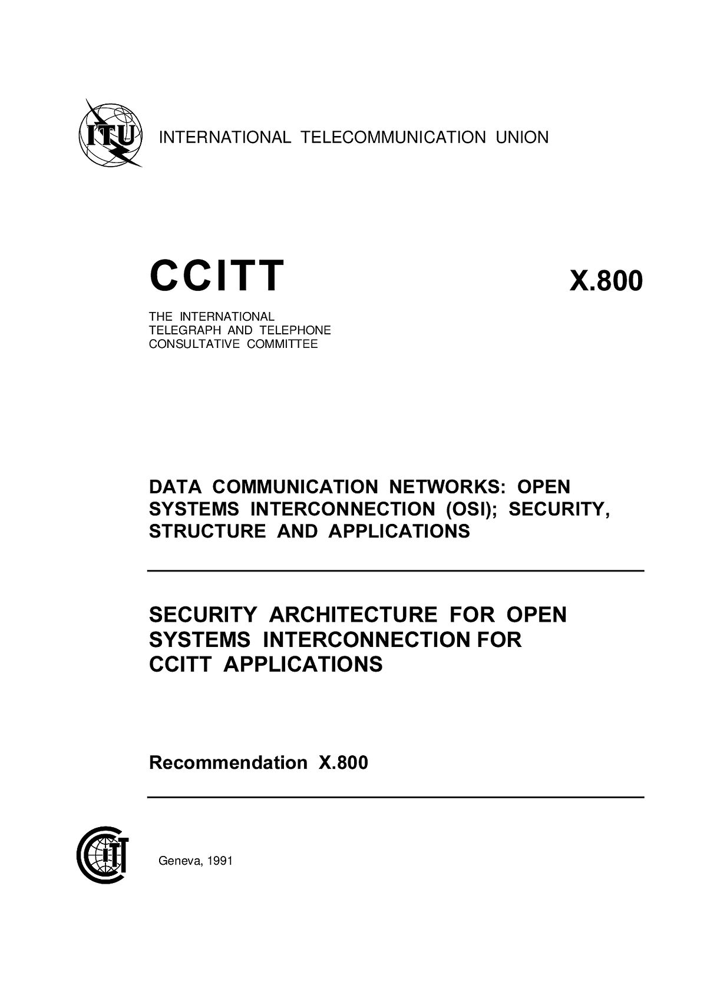 ITU
INTERNATIONAL TELECOMMUNICATION UNION
CCITT
X.800
THE INTERNATIONAL
TELEGRAPH AND TELEPHONE
CONSULTATIVE COMMITTEE
DATA COMMUNICATION NETWORKS: OPEN
SYSTEMS INTERCONNECTION (OSI); SECURITY,
STRUCTURE AND APPLICATIONS
SECURITY ARCHITECTURE FOR OPEN
SYSTEMS INTERCONNECTION FOR
CCITT APPLICATIONS
Recommendation X.800
CCITT
Geneva, 1991